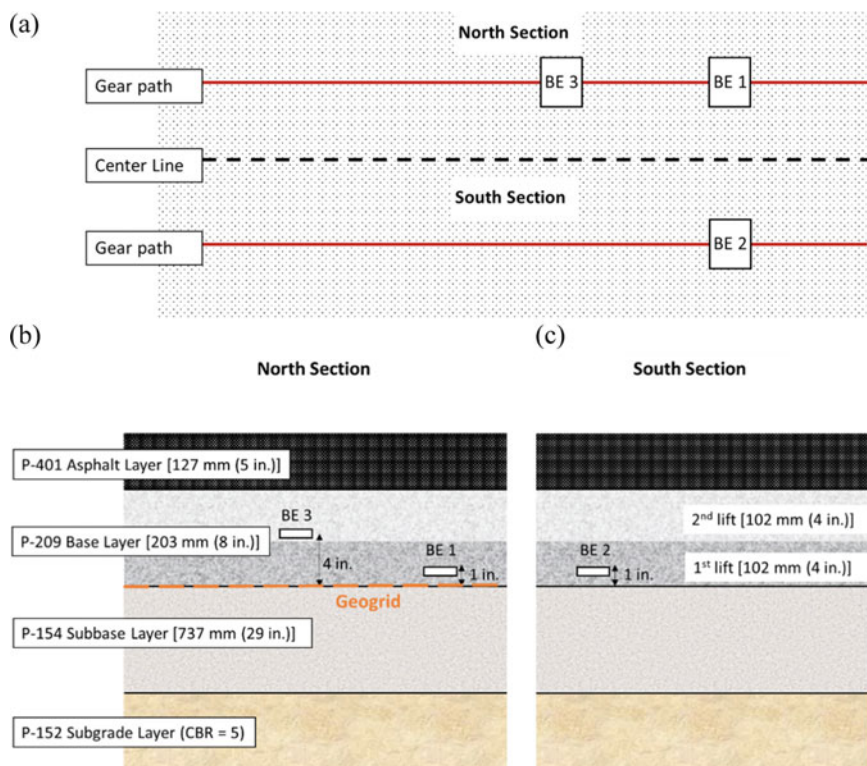 (a)
North Section
Gear path
BE 3
BE 1
Center Line
South Section
Gear path
BE 2
(b)
North Section
P-401 Asphalt Layer [127 mm (5 in.)]
BE 3
P-209 Base Layer [203 mm (8 in.)]
4 in.
BE 1
1 in.
Geogrid
P-154 Subbase Layer [737 mm (29 in.)]
P-152 Subgrade Layer (CBR = 5)
(c)
South Section
2nd lift [102 mm (4 in.)]
BE 2
1 in.
1st lift [102 mm (4 in.)]